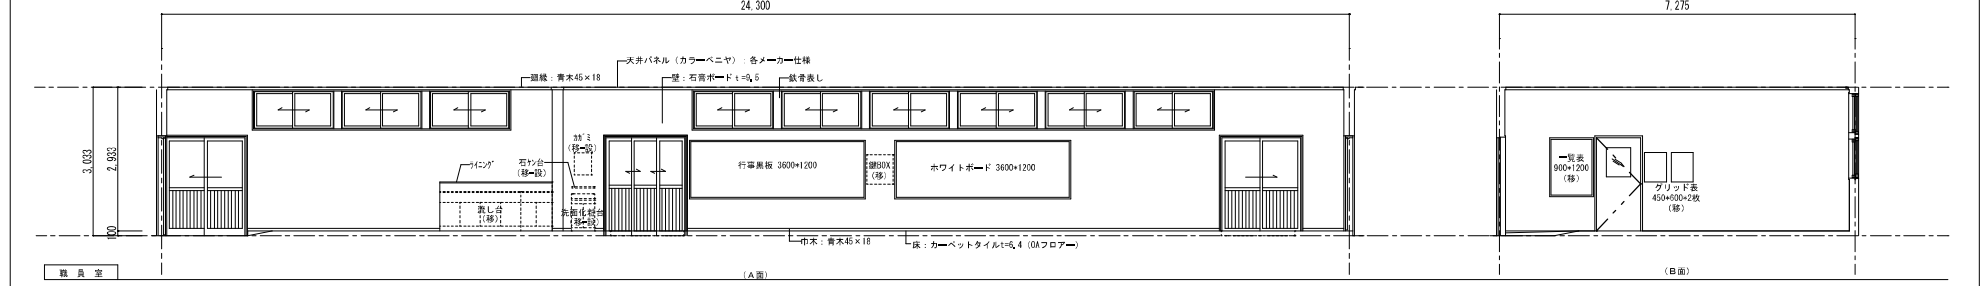 24,300
7,275
天井パネル（カラーベニヤ）：各メーカー仕様
廻縁：青木45×18
壁：石膏ボードt=9.5
鉄骨表し
3,033
2,933
100
ライニング
カガミ
（移-設）
石ケン台
（移-設）
流し台
（移）
洗面化粧台
（移-設）
行事黒板 3600*1200
鍵BOX
（移）
ホワイトボード 3600*1200
一覧表
900*1200
（移）
グリッド表
450*600*2枚
（移）
巾木：青木45×18
床：カーペットタイルt=6.4（OAフロアー）
職員室
（A面）
（B面）